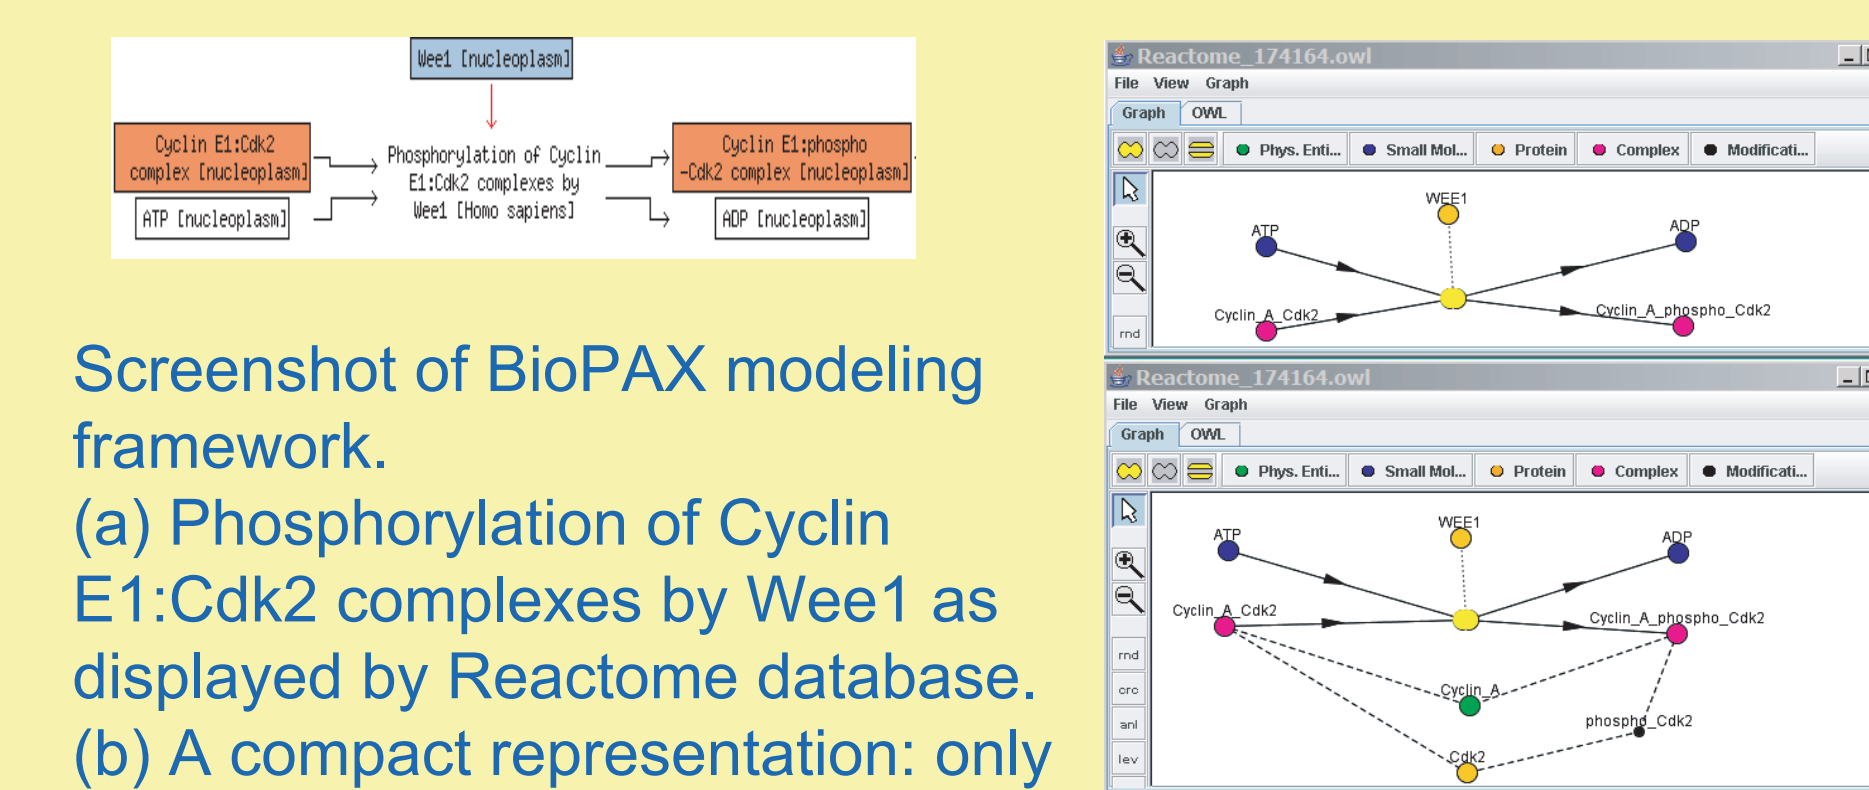 Wee1 [nucleoplasm]
Cyclin E1:Cdk2
complex [nucleoplasm]
ATP [nucleoplasm]
Phosphorylation of Cyclin
E1:Cdk2 complexes by
Wee1 [Homo sapiens]
Cyclin E1:phospho
-Cdk2 complex [nucleoplasm]
ADP [nucleoplasm]
Screenshot of BioPAX modeling
framework.
(a) Phosphorylation of Cyclin
E1:Cdk2 complexes by Wee1 as
displayed by Reactome database.
(b) A compact representation: only
Reactome_174164.owl
File View Graph
Graph OWL
Phys. Enti... Small Mol... Protein Complex Modificati...
rnd
WEE1
ATP
ADP
Cyclin_A_Cdk2
Cyclin_A_phospho_Cdk2
Reactome_174164.owl
File View Graph
Graph OWL
Phys. Enti... Small Mol... Protein Complex Modificati...
rnd
crc
anl
lev
WEE1
ATP
ADP
Cyclin_A_Cdk2
Cyclin_A_phospho_Cdk2
Cyclin_A
phospho_Cdk2
Cdk2